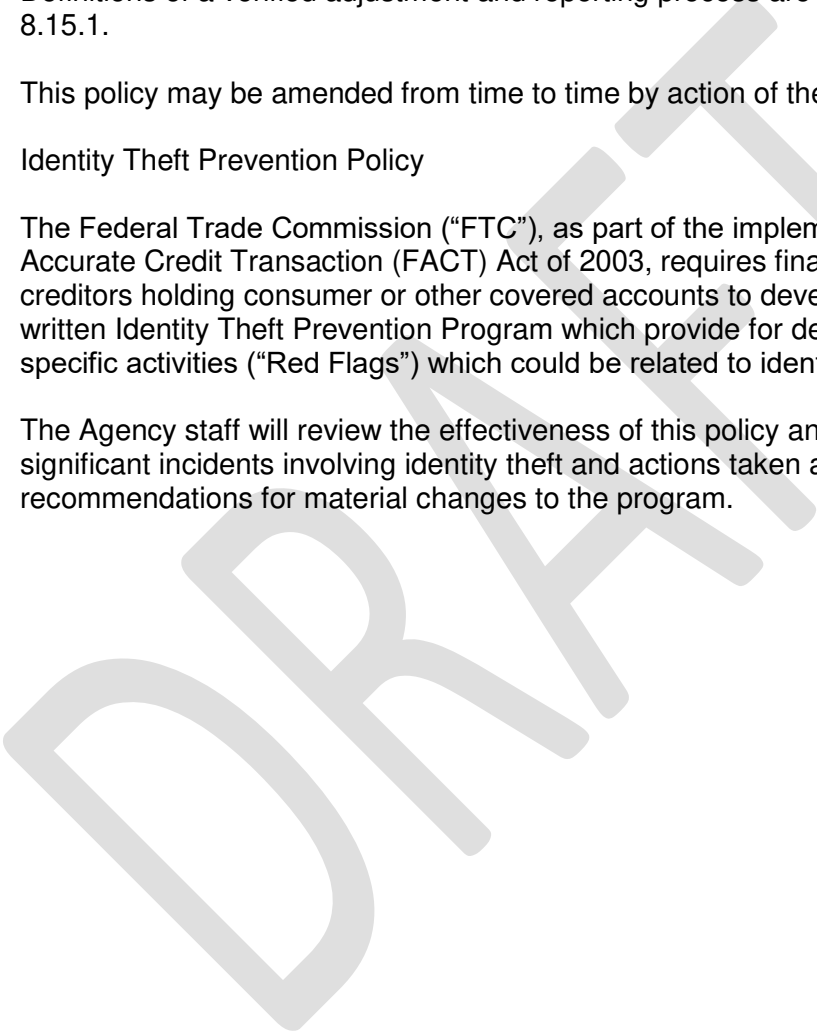 Definitions of a verified adjustment and reporting process are
8.15.1.
This policy may be amended from time to time by action of the
Identity Theft Prevention Policy
The Federal Trade Commission (“FTC”), as part of the implem
Accurate Credit Transaction (FACT) Act of 2003, requires fina
creditors holding consumer or other covered accounts to deve
written Identity Theft Prevention Program which provide for de
specific activities (“Red Flags”) which could be related to iden
The Agency staff will review the effectiveness of this policy an
significant incidents involving identity theft and actions taken a
recommendations for material changes to the program.
DRAFT